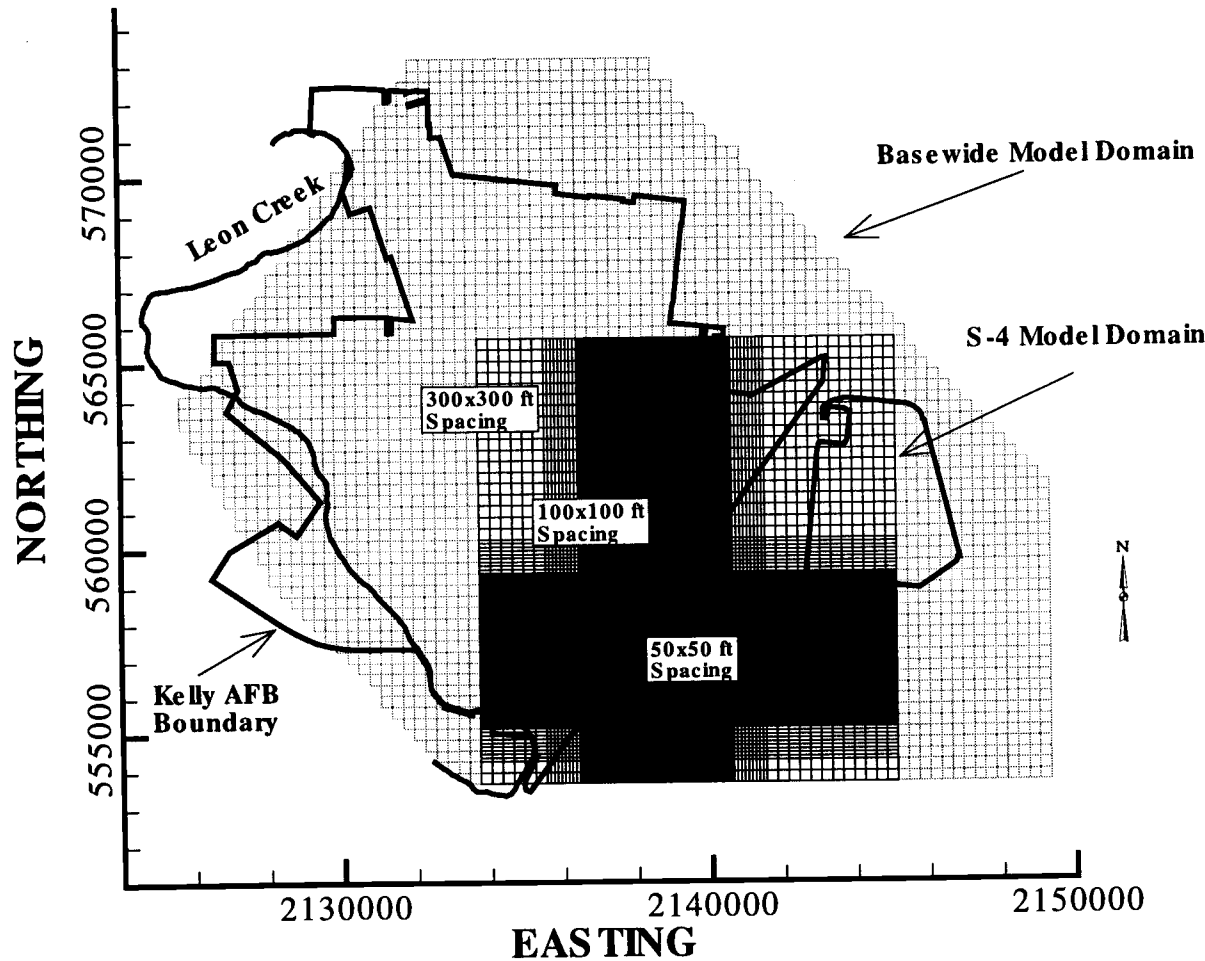 Basewide Model Domain
570000
Leon Creek
S-4 Model Domain
565000
300x300 ft
Spacing
NORTHING
100x100 ft
Spacing
560000
N
50x50 ft
Spacing
Kelly AFB
Boundary
555000
2130000
2140000
2150000
EASTING